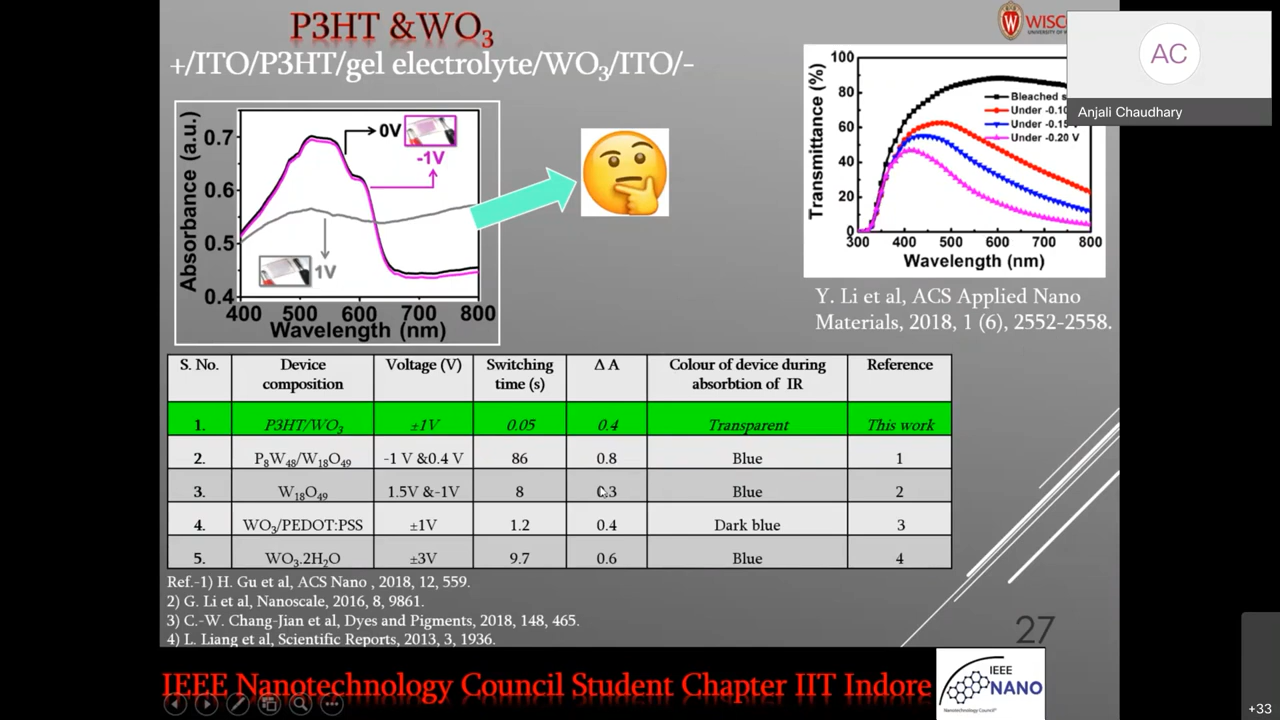 P3HT &WO3
+/ITO/P3HT/gel electrolyte/WO3/ITO/-
WISC
UNIVERSITY OF
AC
Anjali Chaudhary
Absorbance (a.u.)
0.7
0.6
0.5
0.4
0V
-1V
1V
400 500 600 700 800
Wavelength (nm)
Transmittance (%)
100
80
60
40
20
0
Bleached s
Under -0.10
Under -0.15 V
Under -0.20 V
300 400 500 600 700 800
Wavelength (nm)
Y. Li et al, ACS Applied Nano
Materials, 2018, 1 (6), 2552-2558.
S. No. Device composition Voltage (V) Switching time (s) Δ A Colour of device during absorbtion of IR Reference
1. P3HT/WO3 ±1V 0.05 0.4 Transparent This work
2. P8W48/W18O49 -1 V &0.4 V 86 0.8 Blue 1
3. W18O49 1.5V &-1V 8 0.3 Blue 2
4. WO3/PEDOT:PSS ±1V 1.2 0.4 Dark blue 3
5. WO3.2H2O ±3V 9.7 0.6 Blue 4
Ref.-1) H. Gu et al, ACS Nano , 2018, 12, 559.
2) G. Li et al, Nanoscale, 2016, 8, 9861.
3) C.-W. Chang-Jian et al, Dyes and Pigments, 2018, 148, 465.
4) L. Liang et al, Scientific Reports, 2013, 3, 1936.
27
IEEE Nanotechnology Council Student Chapter IIT Indore
IEEE
NANO
Nanotechnology Council
+33